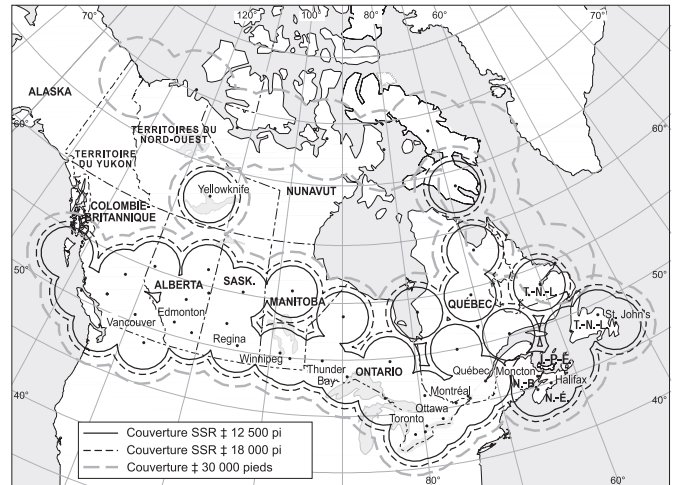 120°
100°
80°
60°
70°
ALASKA
60°
TERRITOIRES DU
NORD-OUEST
TERRITOIRE
DU YUKON
60°
Yellowknife
NUNAVUT
COLOMBIE-
BRITANNIQUE
50°
50°
ALBERTA
SASK.
MANITOBA
QUÉBEC
T.-N.-L.
T.-N.-L.
St. John's
Vancouver
Edmonton
Regina
Winnipeg
Thunder
Bay
ONTARIO
Québec
Moncton
Î.-P.-É.
Halifax
N.-B.
N.-É.
Montréal
Ottawa
Toronto
40°
40°
80°
60°
Couverture SSR ‡ 12 500 pi
Couverture SSR ‡ 18 000 pi
Couverture ‡ 30 000 pieds